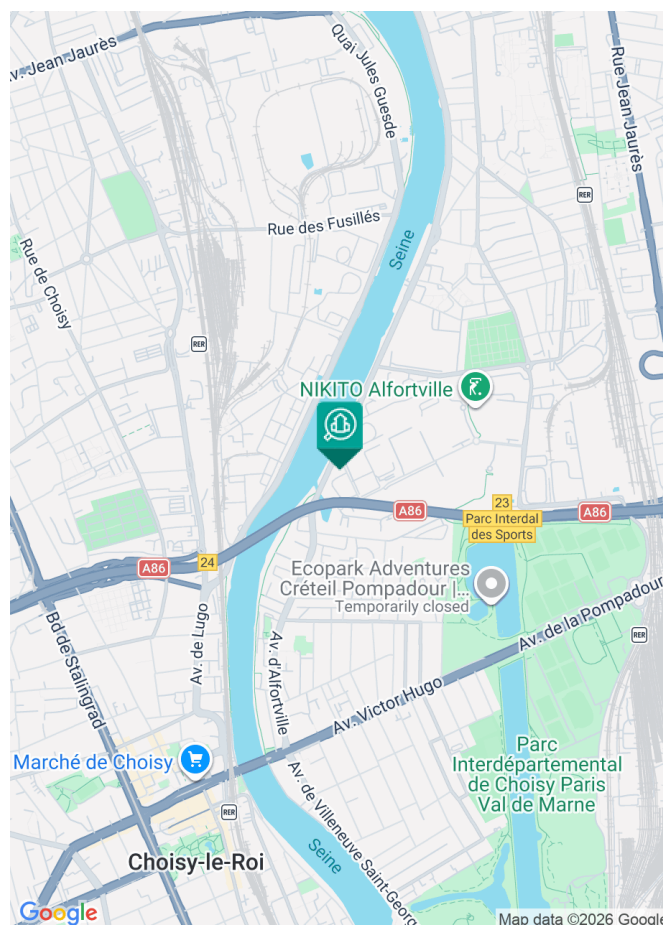 Av. Jean Jaurès
Quai Jules Guesde
Rue Jean Jaurès
RER
Rue des Fusillés
Seine
Rue de Choisy
RER
NIKITO Alfortville
A86
23
A86
Parc Interdal
des Sports
24
A86
Ecopark Adventures
Créteil Pompadour |...
Temporarily closed
Av. de la Pompadour
RER
Bd de Stalingrad
Av. de Lugo
Av. d'Alfortville
Av. Victor Hugo
Marché de Choisy
Parc
Interdépartemental
de Choisy Paris
Val de Marne
Av. de Villeneuve Saint-Georg
RER
Choisy-le-Roi
Seine
Google
Map data ©2026 Google